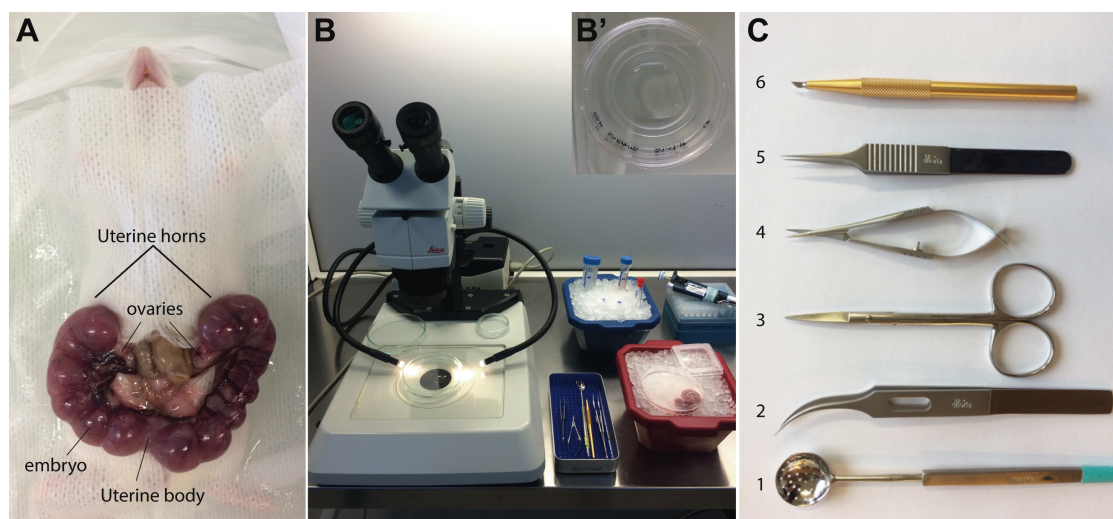 A
Uterine horns
ovaries
embryo
Uterine body
B
B’
Leica
C
6
5
4
3
2
1